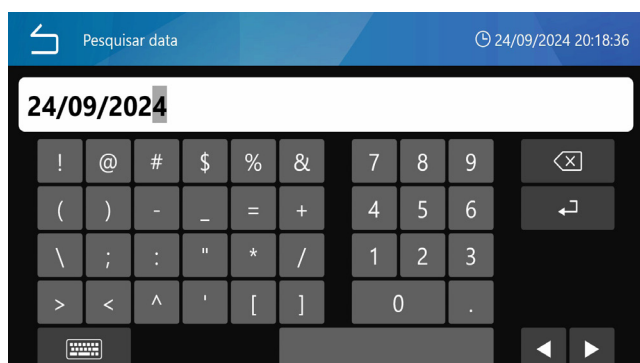 Pesquisar data 24/09/2024 20:18:36
24/09/2024
! @ # $ % & 7 8 9
( ) - _ = + 4 5 6
\ ; : " * / 1 2 3
> < ^ ' [ ] 0 .